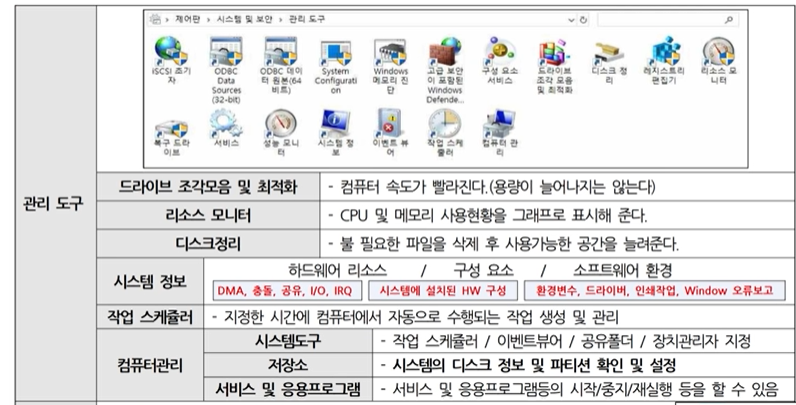 제어판 > 시스템 및 보안 > 관리 도구
iSCSI 초기자
ODBC Data Sources (32-bit)
ODBC 데이터 원본(64비트)
System Configuration
Windows 메모리 진단
고급 보안이 포함된 Windows Defende...
구성 요소 서비스
드라이브 조각 모음 및 최적화
디스크 정리
레지스트리 편집기
리소스 모니터
복구 드라이브
서비스
성능 모니터
시스템 정보
이벤트 뷰어
작업 스케줄러
컴퓨터 관리
관리 도구
드라이브 조각모음 및 최적화 - 컴퓨터 속도가 빨라진다.(용량이 늘어나지는 않는다)
리소스 모니터 - CPU 및 메모리 사용현황을 그래프로 표시해 준다.
디스크정리 - 불 필요한 파일을 삭제 후 사용가능한 공간을 늘려준다.
시스템 정보
하드웨어 리소스 / 구성 요소 / 소프트웨어 환경
DMA, 충돌, 공유, I/O, IRQ 시스템에 설치된 HW 구성 환경변수, 드라이버, 인쇄작업, Window 오류보고
작업 스케쥴러 - 지정한 시간에 컴퓨터에서 자동으로 수행되는 작업 생성 및 관리
컴퓨터관리
시스템도구 - 작업 스케쥴러 / 이벤트뷰어 / 공유폴더 / 장치관리자 지정
저장소 - 시스템의 디스크 정보 및 파티션 확인 및 설정
서비스 및 응용프로그램 - 서비스 및 응용프로그램등의 시작/중지/재실행 등을 할 수 있음